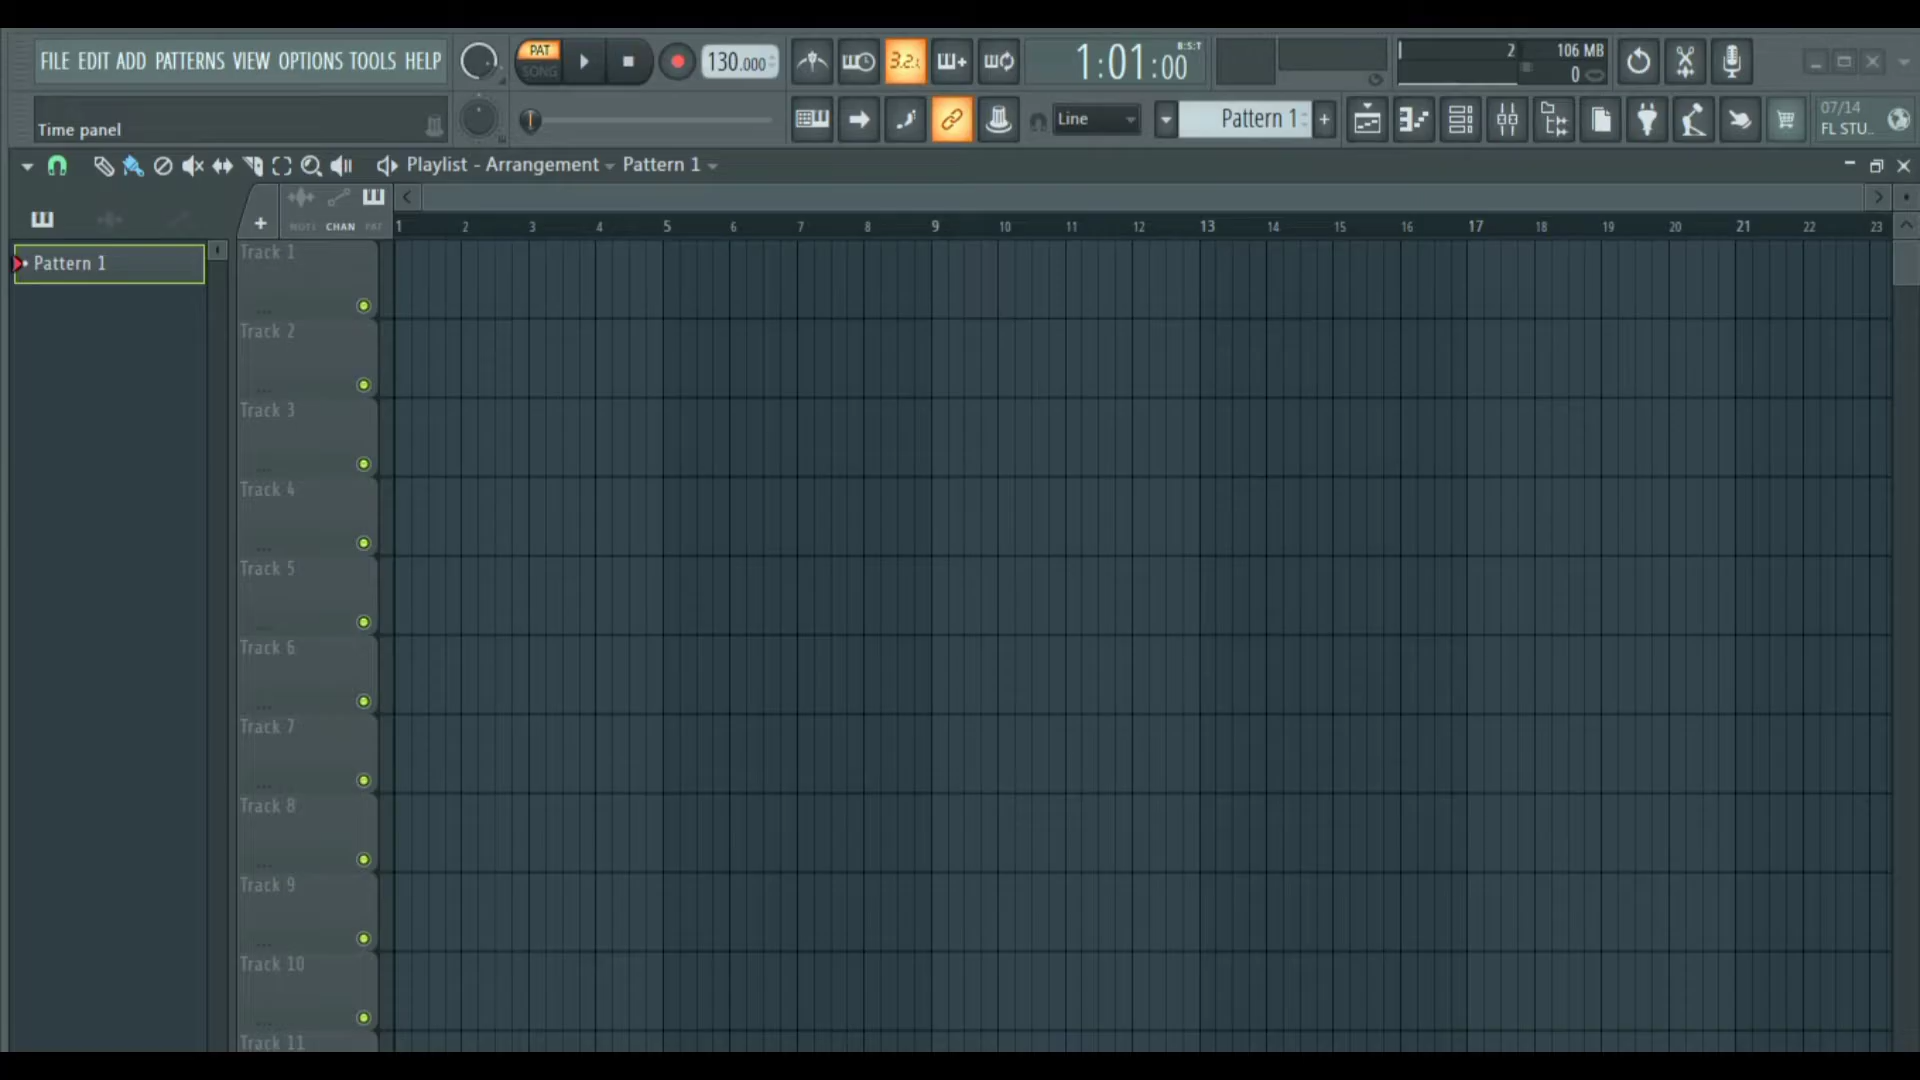 FILE EDIT ADD PATTERNS VIEW OPTIONS TOOLS HELP
PAT
SONG
130.000
3.2.
1:01:00
B:S:T
2
106 MB
0
Time panel
Line
Pattern 1
+
07/14
FL STU..
Playlist - Arrangement
Pattern 1
+
NOTE CHAN PAT
1 2 3 4 5 6 7 8 9 10 11 12 13 14 15 16 17 18 19 20 21 22 23
Pattern 1
Track 1
Track 2
Track 3
Track 4
Track 5
Track 6
Track 7
Track 8
Track 9
Track 10
Track 11